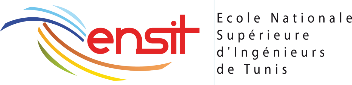 ensit
Ecole Nationale
Supérieure
d'Ingénieurs
de Tunis